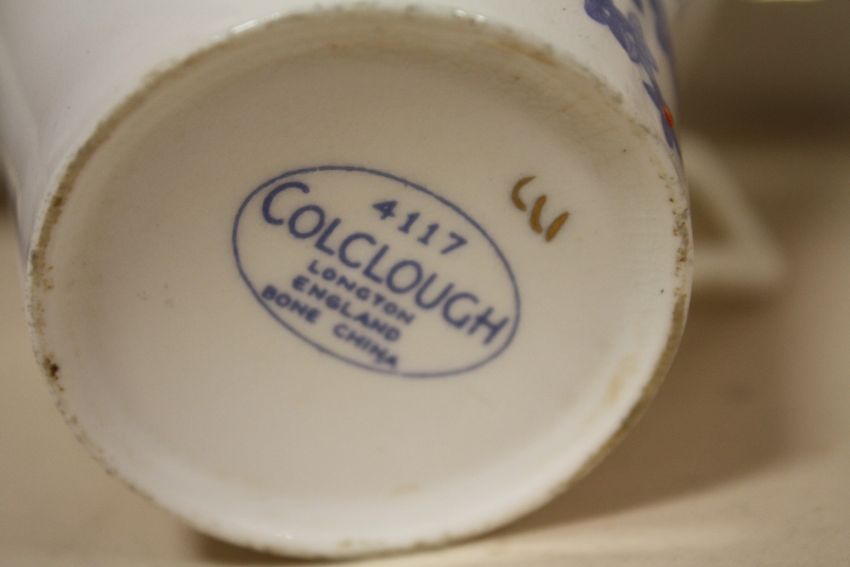 4117
COLCLOUGH
LONGTON
ENGLAND
BONE CHINA